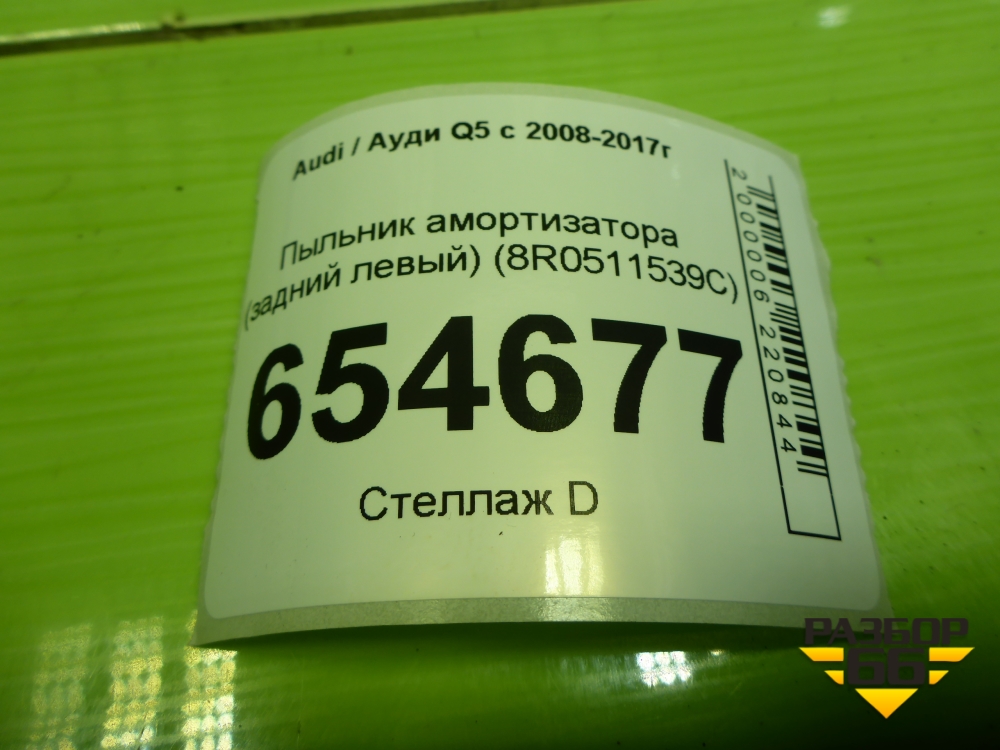 Audi / Ауди Q5 с 2008-2017г
Пыльник амортизатора
(задний левый) (8R0511539C)
654677
Стеллаж D
2000006220844
РАЗБОР
66